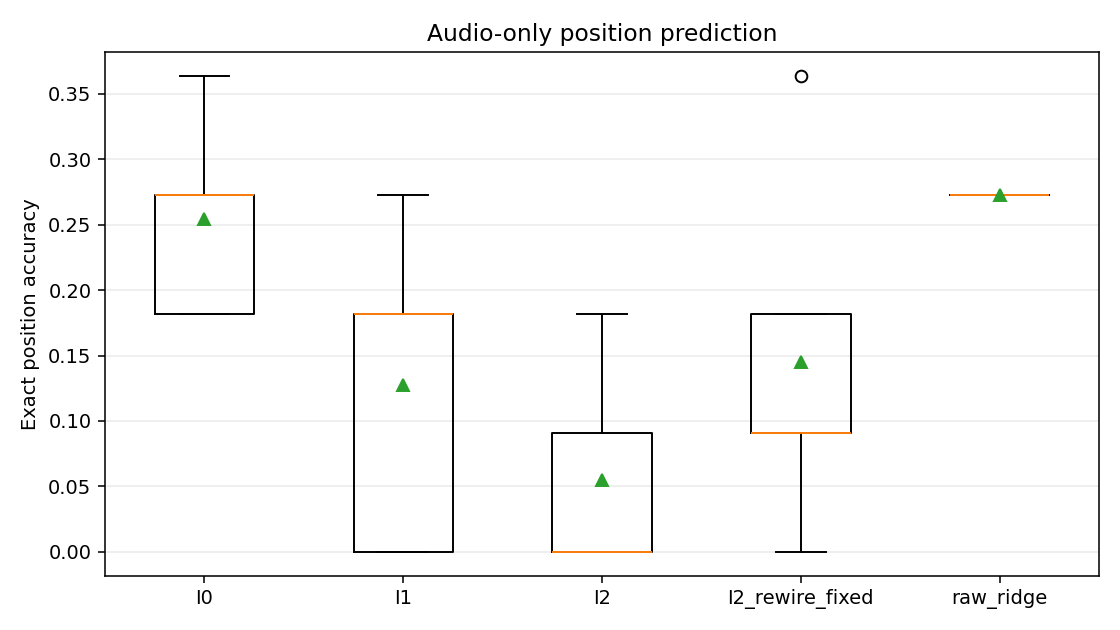 Audio-only position prediction
Exact position accuracy
0.35
0.30
0.25
0.20
0.15
0.10
0.05
0.00
I0 I1 I2 I2_rewire_fixed raw_ridge